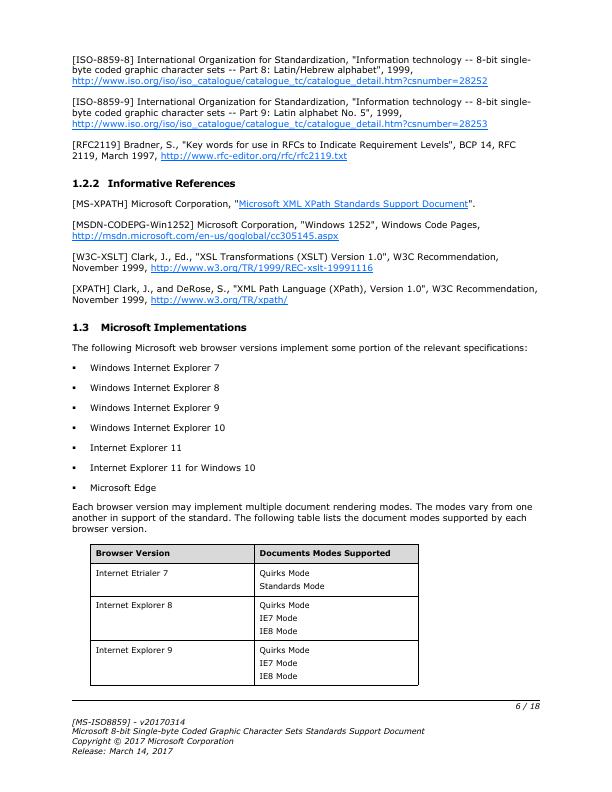 [ISO-8859-8] International Organization for Standardization, "Information technology -- 8-bit single-
byte coded graphic character sets -- Part 8: Latin/Hebrew alphabet", 1999,
http://www.iso.org/iso/iso_catalogue/catalogue_tc/catalogue_detail.htm?csnumber=28252
[ISO-8859-9] International Organization for Standardization, "Information technology -- 8-bit single-
byte coded graphic character sets -- Part 9: Latin alphabet No. 5", 1999,
http://www.iso.org/iso/iso_catalogue/catalogue_tc/catalogue_detail.htm?csnumber=28253
[RFC2119] Bradner, S., "Key words for use in RFCs to Indicate Requirement Levels", BCP 14, RFC
2119, March 1997, http://www.rfc-editor.org/rfc/rfc2119.txt
1.2.2 Informative References
[MS-XPATH] Microsoft Corporation, "Microsoft XML XPath Standards Support Document".
[MSDN-CODEPG-Win1252] Microsoft Corporation, "Windows 1252", Windows Code Pages,
http://msdn.microsoft.com/en-us/goglobal/cc305145.aspx
[W3C-XSLT] Clark, J., Ed., "XSL Transformations (XSLT) Version 1.0", W3C Recommendation,
November 1999, http://www.w3.org/TR/1999/REC-xslt-19991116
[XPATH] Clark, J., and DeRose, S., "XML Path Language (XPath), Version 1.0", W3C Recommendation,
November 1999, http://www.w3.org/TR/xpath/
1.3 Microsoft Implementations
The following Microsoft web browser versions implement some portion of the relevant specifications:
▪ Windows Internet Explorer 7
▪ Windows Internet Explorer 8
▪ Windows Internet Explorer 9
▪ Windows Internet Explorer 10
▪ Internet Explorer 11
▪ Internet Explorer 11 for Windows 10
▪ Microsoft Edge
Each browser version may implement multiple document rendering modes. The modes vary from one
another in support of the standard. The following table lists the document modes supported by each
browser version.
Browser Version Documents Modes Supported
Internet Etrialer 7 Quirks Mode
Standards Mode
Internet Explorer 8 Quirks Mode
IE7 Mode
IE8 Mode
Internet Explorer 9 Quirks Mode
IE7 Mode
IE8 Mode
6 / 18
[MS-ISO8859] - v20170314
Microsoft 8-bit Single-byte Coded Graphic Character Sets Standards Support Document
Copyright © 2017 Microsoft Corporation
Release: March 14, 2017